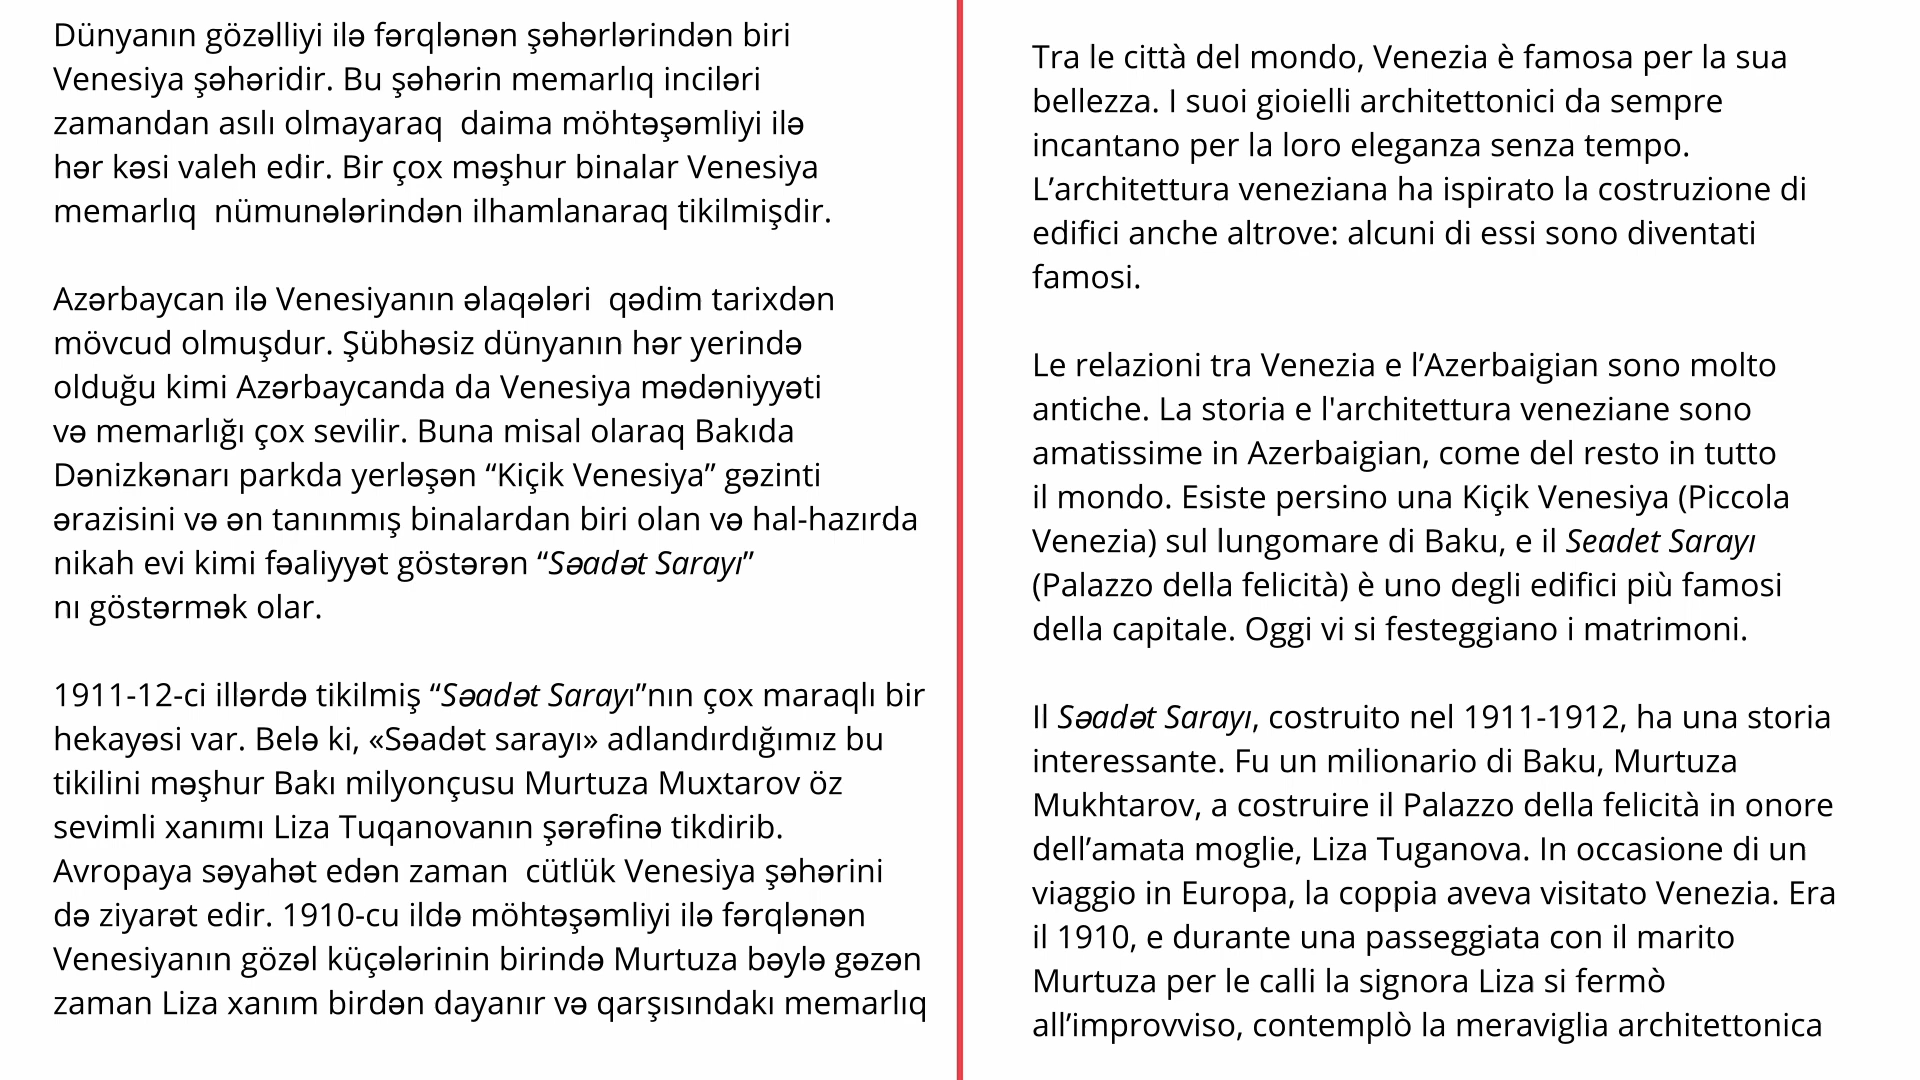 Dünyanın gözəlliyi ilə fərqlənən şəhərlərindən biri
Venesiya şəhəridir. Bu şəhərin memarlıq inciləri
zamandan asılı olmayaraq  daima möhtəşəmliyi ilə
hər kəsi valeh edir. Bir çox məşhur binalar Venesiya
memarlıq  nümunələrindən ilhamlanaraq tikilmişdir.

Azərbaycan ilə Venesiyanın əlaqələri  qədim tarixdən
mövcud olmuşdur. Şübhəsiz dünyanın hər yerində
olduğu kimi Azərbaycanda da Venesiya mədəniyyəti
və memarlığı çox sevilir. Buna misal olaraq Bakıda
Dənizkənarı parkda yerləşən “Kiçik Venesiya” gəzinti
ərazisini və ən tanınmış binalardan biri olan və hal-hazırda
nikah evi kimi fəaliyyət göstərən “Səadət Sarayı”
nı göstərmək olar.

1911-12-ci illərdə tikilmiş “Səadət Sarayı”nın çox maraqlı bir
hekayəsi var. Belə ki, «Səadət sarayı» adlandırdığımız bu
tikilini məşhur Bakı milyonçusu Murtuza Muxtarov öz
sevimli xanımı Liza Tuqanovanın şərəfinə tikdirib.
Avropaya səyahət edən zaman  cütlük Venesiya şəhərini
də ziyarət edir. 1910-cu ildə möhtəşəmliyi ilə fərqlənən
Venesiyanın gözəl küçələrinin birində Murtuza bəylə gəzən
zaman Liza xanım birdən dayanır və qarşısındakı memarlıq

Tra le città del mondo, Venezia è famosa per la sua
bellezza. I suoi gioielli architettonici da sempre
incantano per la loro eleganza senza tempo.
L’architettura veneziana ha ispirato la costruzione di
edifici anche altrove: alcuni di essi sono diventati
famosi.

Le relazioni tra Venezia e l’Azerbaigian sono molto
antiche. La storia e l'architettura veneziane sono
amatissime in Azerbaigian, come del resto in tutto
il mondo. Esiste persino una Kiçik Venesiya (Piccola
Venezia) sul lungomare di Baku, e il Seadet Sarayı
(Palazzo della felicità) è uno degli edifici più famosi
della capitale. Oggi vi si festeggiano i matrimoni.

Il Səadət Sarayı, costruito nel 1911-1912, ha una storia
interessante. Fu un milionario di Baku, Murtuza
Mukhtarov, a costruire il Palazzo della felicità in onore
dell’amata moglie, Liza Tuganova. In occasione di un
viaggio in Europa, la coppia aveva visitato Venezia. Era
il 1910, e durante una passeggiata con il marito
Murtuza per le calli la signora Liza si fermò
all’improvviso, contemplò la meraviglia architettonica